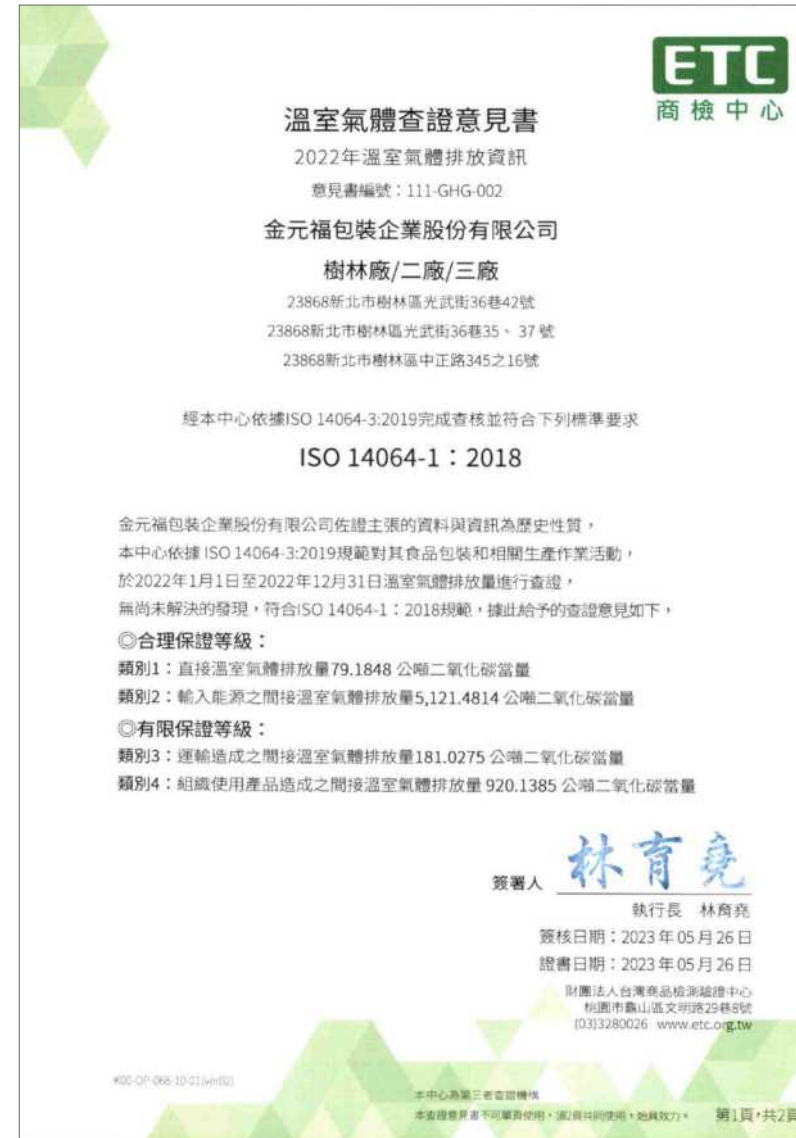 ETC
商檢中心
溫室氣體查證意見書
2022年溫室氣體排放資訊
意見書編號：111-GHG-002
金元福包裝企業股份有限公司
樹林廠/二廠/三廠
23868新北市樹林區光武街36巷42號
23868新北市樹林區光武街36巷35、37 號
23868新北市樹林區中正路345之16號
經本中心依據ISO 14064-3:2019完成查核並符合下列標準要求
ISO 14064-1：2018
金元福包裝企業股份有限公司佐證主張的資料與資訊為歷史性質，
本中心依據 ISO 14064-3:2019規範對其食品包裝和相關生產作業活動，
於2022年1月1日至2022年12月31日溫室氣體排放量進行查證，
無尚未解決的發現，符合ISO 14064-1：2018規範，據此給予的查證意見如下，
◎合理保證等級：
類別1：直接溫室氣體排放量79.1848 公噸二氧化碳當量
類別2：輸入能源之間接溫室氣體排放量5,121.4814 公噸二氧化碳當量
◎有限保證等級：
類別3：運輸造成之間接溫室氣體排放量181.0275 公噸二氧化碳當量
類別4：組織使用產品造成之間接溫室氣體排放量 920.1385 公噸二氧化碳當量
簽署人 林育堯
執行長 林育堯
簽核日期：2023 年 05 月 26 日
證書日期：2023 年 05 月 26 日
財團法人台灣商品檢測驗證中心
桃園市龜山區文明路29巷8號
(03)3280026 www.etc.org.tw
本中心為第三者查證機構
本查證意見書不可單頁使用，須2頁共同使用，始具效力。 第1頁，共2頁